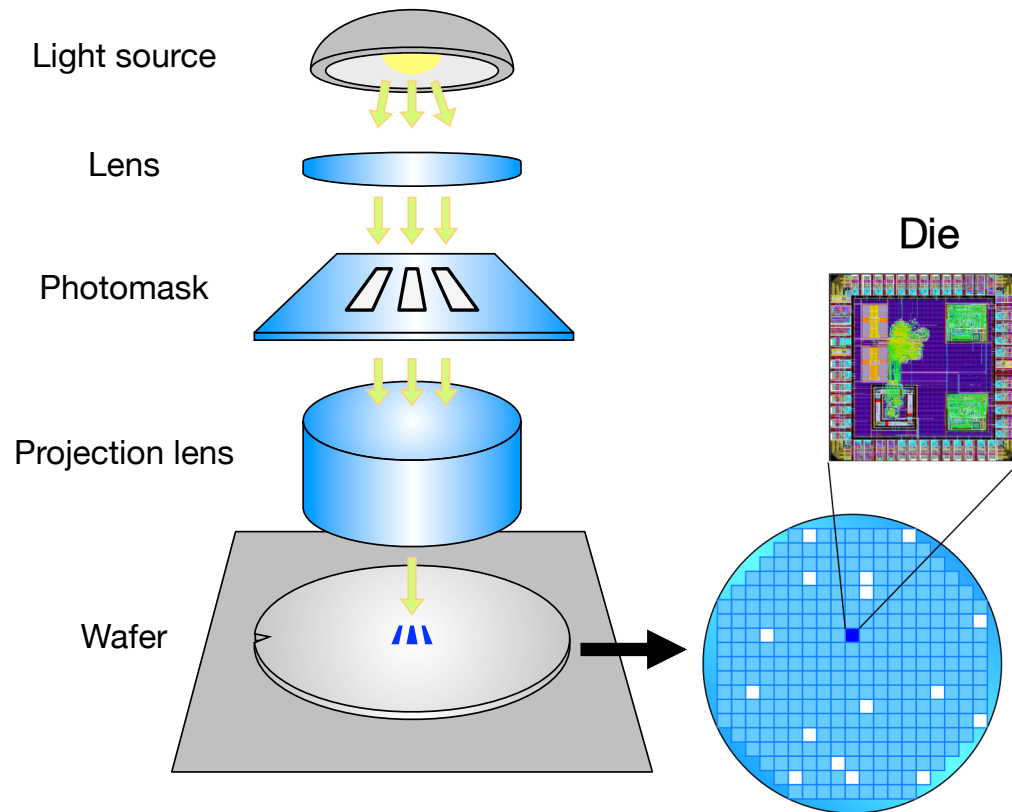 Light source
Lens
Photomask
Projection lens
Wafer
Die